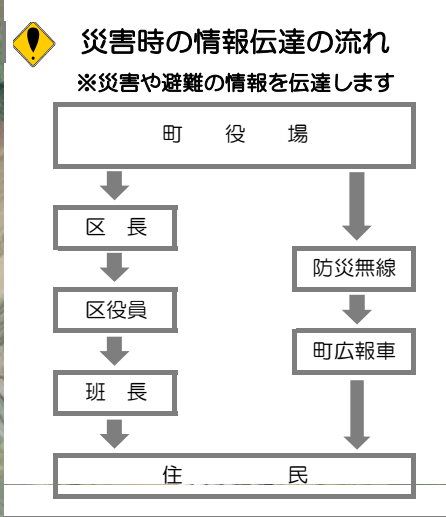 災害時の情報伝達の流れ
※災害や避難の情報を伝達します
町　役　場
区　長
区役員
班　長
防災無線
町広報車
住　民